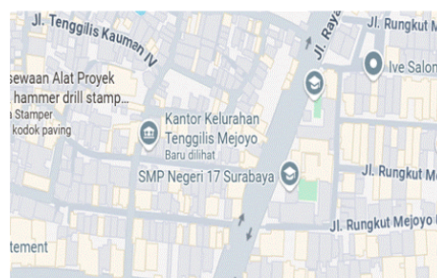 Jl. Tenggilis Kauman IV
Jl. Raya
Jl. Rungkut M
Ive Salon
sewaan Alat Proyek
hammer drill stamp...
a Stamper
kodok paving
Kantor Kelurahan
Tenggilis Mejoyo
Baru dilihat
SMP Negeri 17 Surabaya
Jl. Rungkut Me
Jl. Rungkut Mejoyo
tement